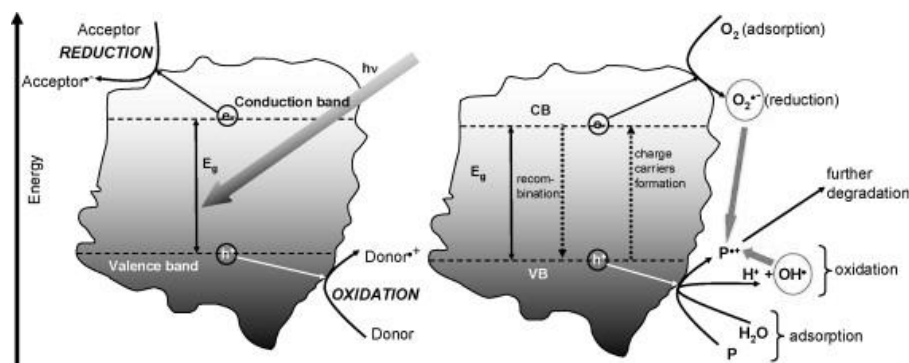 Energy
Acceptor
REDUCTION
Acceptor•-
hν
Conduction band
e-
Eg
h+
Valence band
Donor•+
OXIDATION
Donor
O2 (adsorption)
O2•- (reduction)
CB
e-
Eg
recom-
bination
charge
carriers
formation
further
degradation
P•+
h+
VB
H+ + OH•
oxidation
H2O
adsorption
P